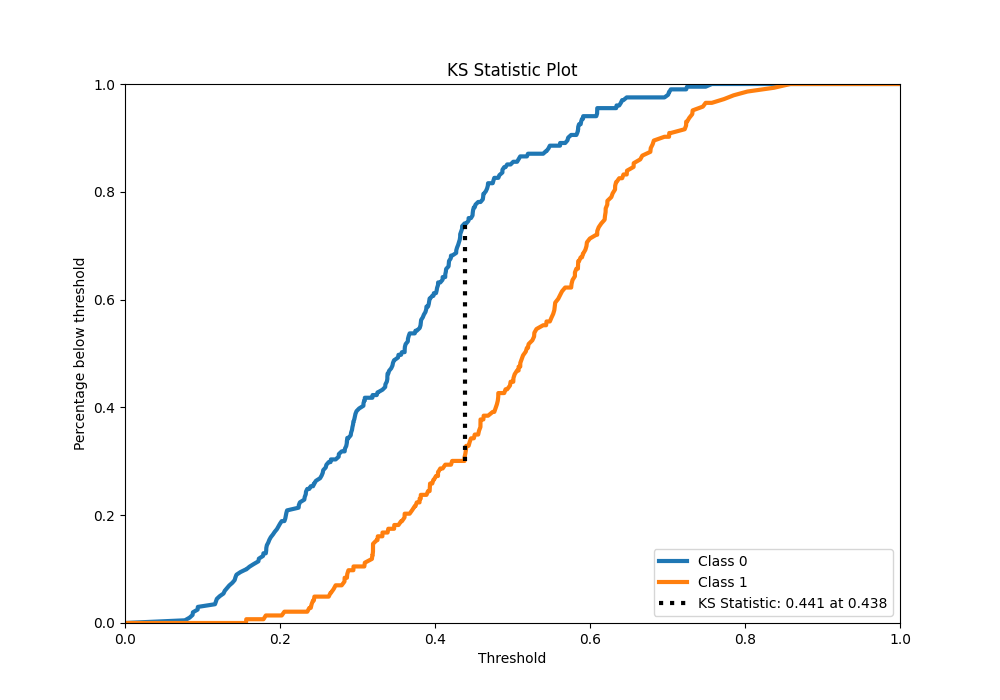 KS Statistic Plot
Percentage below threshold
1.0
0.8
0.6
0.4
0.2
0.0
0.0 0.2 0.4 0.6 0.8 1.0
Threshold
Class 0
Class 1
KS Statistic: 0.441 at 0.438